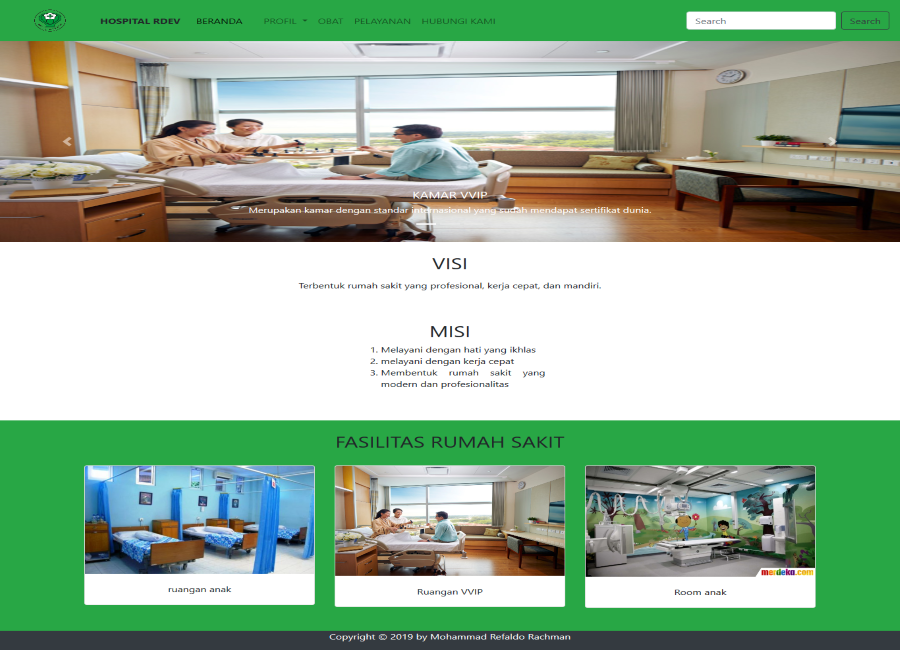 HOSPITAL RDEV BERANDA PROFIL OBAT PELAYANAN HUBUNGI KAMI Search Search
KAMAR VVIP
Merupakan kamar dengan standar internasional yang sudah mendapat sertifikat dunia.
VISI
Terbentuk rumah sakit yang profesional, kerja cepat, dan mandiri.
MISI
1. Melayani dengan hati yang ikhlas
2. melayani dengan kerja cepat
3. Membentuk rumah sakit yang
modern dan profesionalitas
FASILITAS RUMAH SAKIT
merdeka.com
ruangan anak
Ruangan VVIP
Room anak
Copyright © 2019 by Mohammad Refaldo Rachman